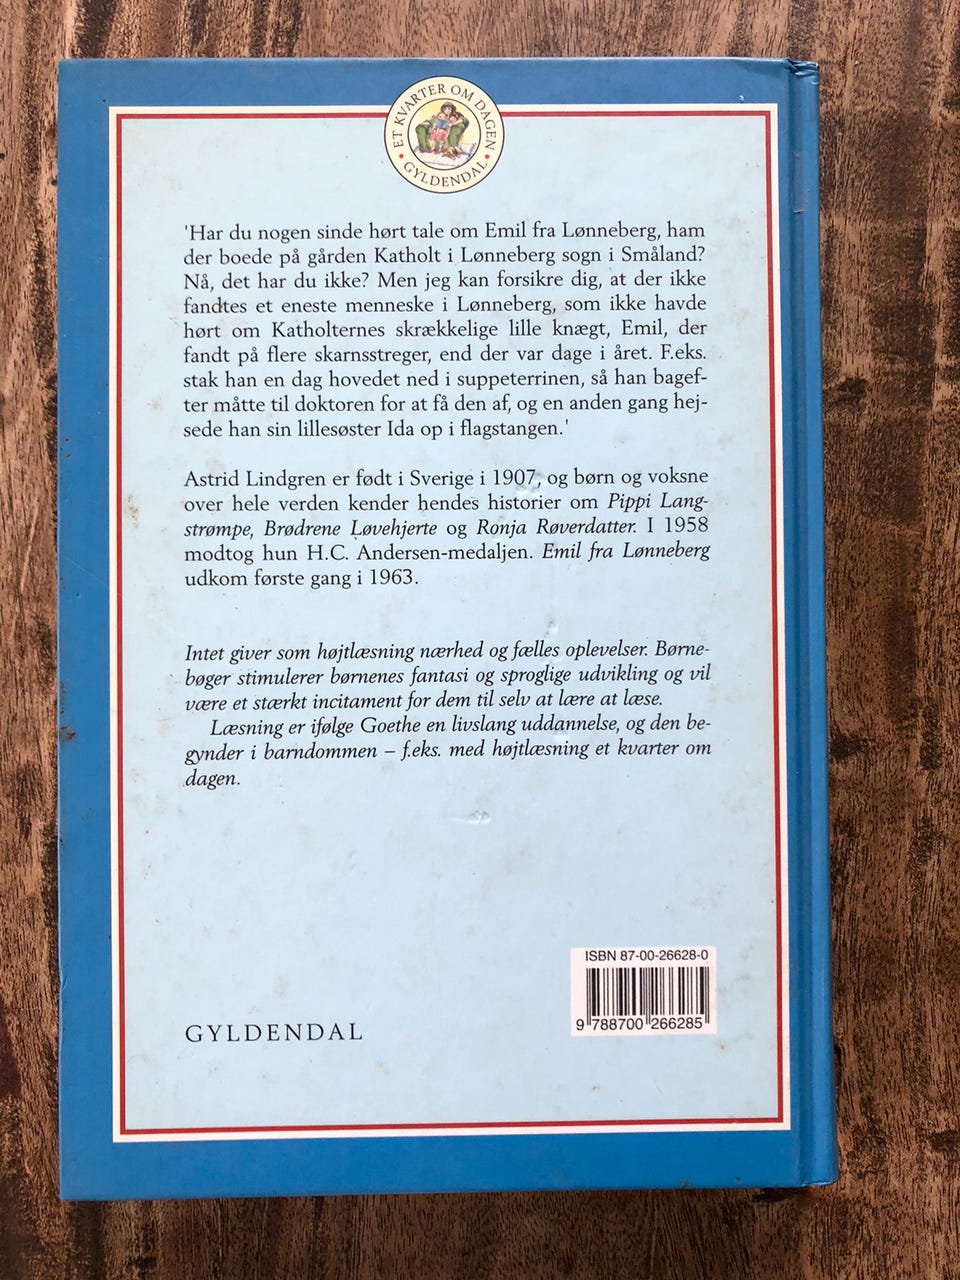 ET KVARTER OM DAGEN
• GYLDENDAL •
'Har du nogen sinde hørt tale om Emil fra Lønneberg, ham
der boede på gården Katholt i Lønneberg sogn i Småland?
Nå, det har du ikke? Men jeg kan forsikre dig, at der ikke
fandtes et eneste menneske i Lønneberg, som ikke havde
hørt om Katholternes skrækkelige lille knægt, Emil, der
fandt på flere skarnsstreger, end der var dage i året. F.eks.
stak han en dag hovedet ned i suppeterrinen, så han bagef-
ter måtte til doktoren for at få den af, og en anden gang hej-
sede han sin lillesøster Ida op i flagstangen.'
Astrid Lindgren er født i Sverige i 1907, og børn og voksne
over hele verden kender hendes historier om Pippi Lang-
strømpe, Brødrene Løvehjerte og Ronja Røverdatter. I 1958
modtog hun H.C. Andersen-medaljen. Emil fra Lønneberg
udkom første gang i 1963.
Intet giver som højtlæsning nærhed og fælles oplevelser. Børne-
bøger stimulerer børnenes fantasi og sproglige udvikling og vil
være et stærkt incitament for dem til selv at lære at læse.
Læsning er ifølge Goethe en livslang uddannelse, og den be-
gynder i barndommen – f.eks. med højtlæsning et kvarter om
dagen.
ISBN 87-00-26628-0
9 788700 266285
GYLDENDAL